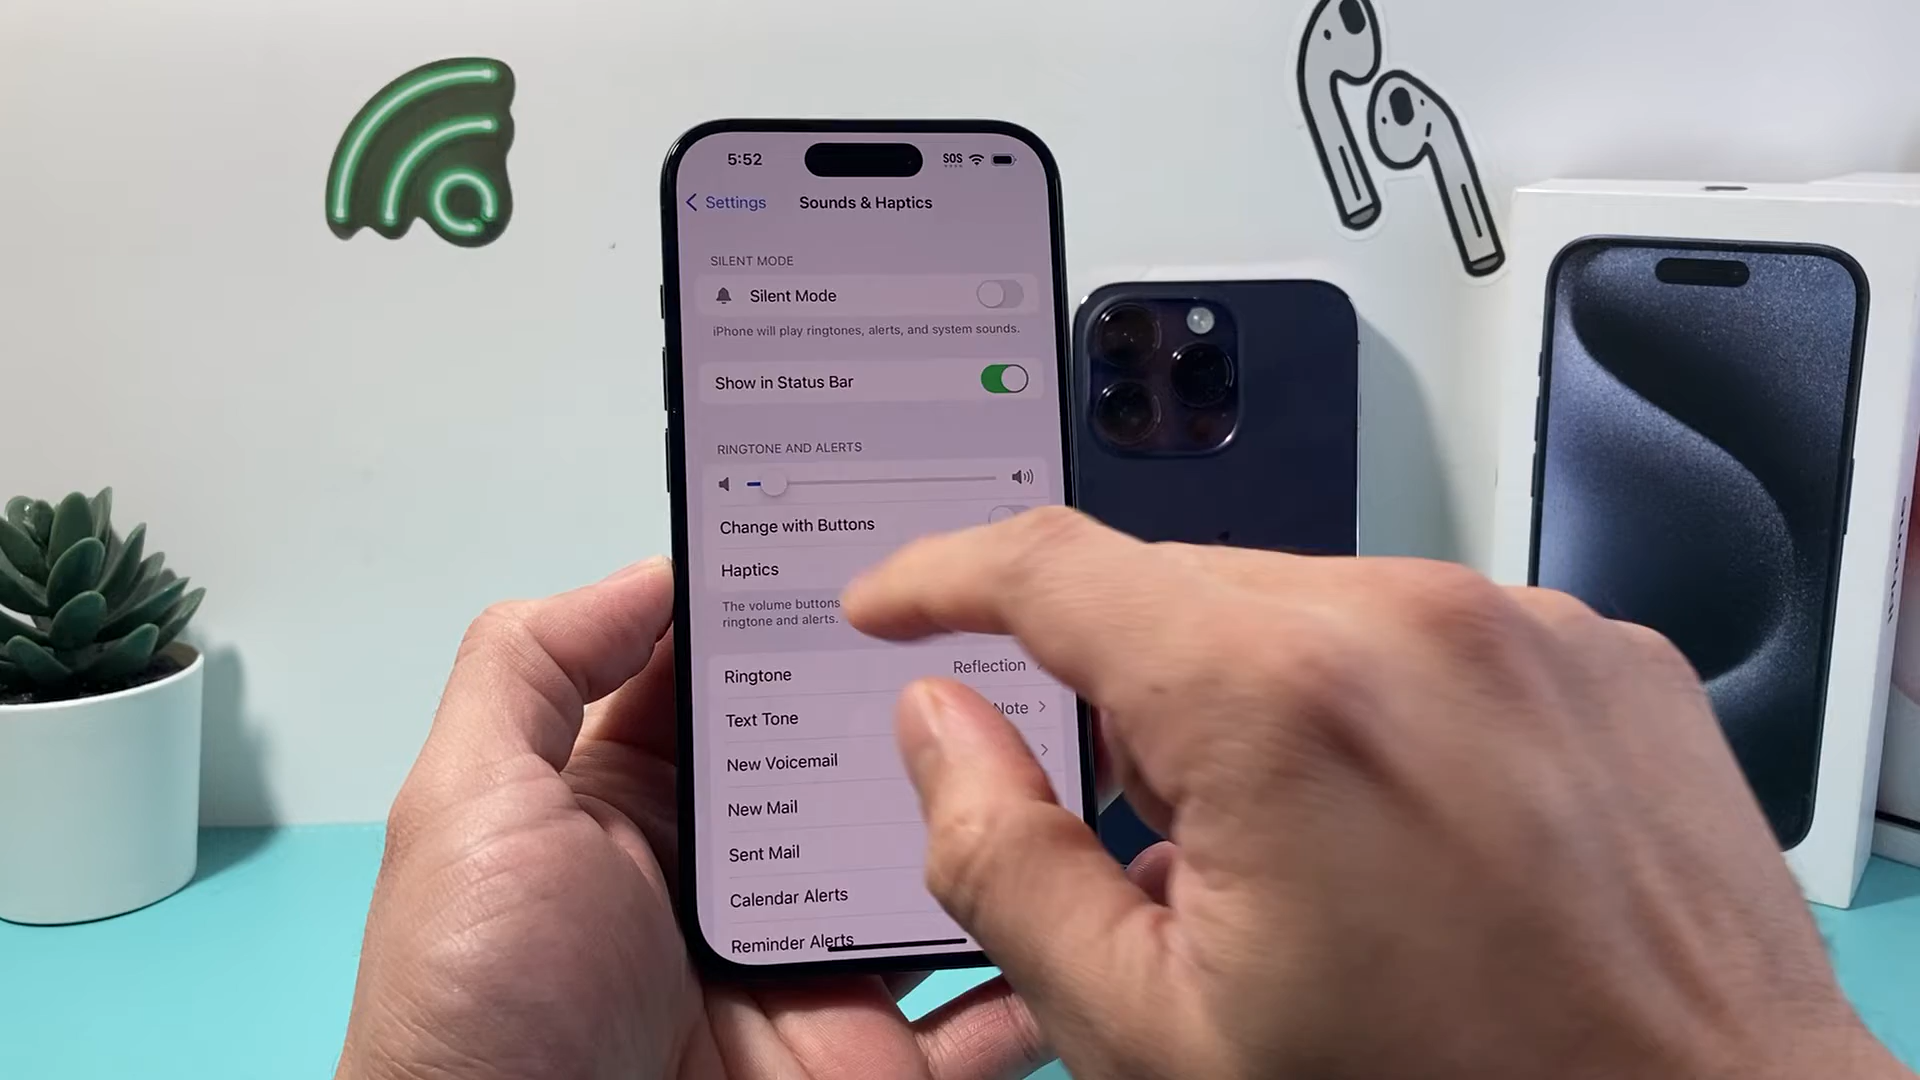 5:52
SOS
Settings
Sounds & Haptics
SILENT MODE
Silent Mode
iPhone will play ringtones, alerts, and system sounds.
Show in Status Bar
RINGTONE AND ALERTS
Change with Buttons
Haptics
The volume buttons
ringtone and alerts.
Ringtone
Reflection
Text Tone
Note
New Voicemail
New Mail
Sent Mail
Calendar Alerts
Reminder Alerts
iPhone